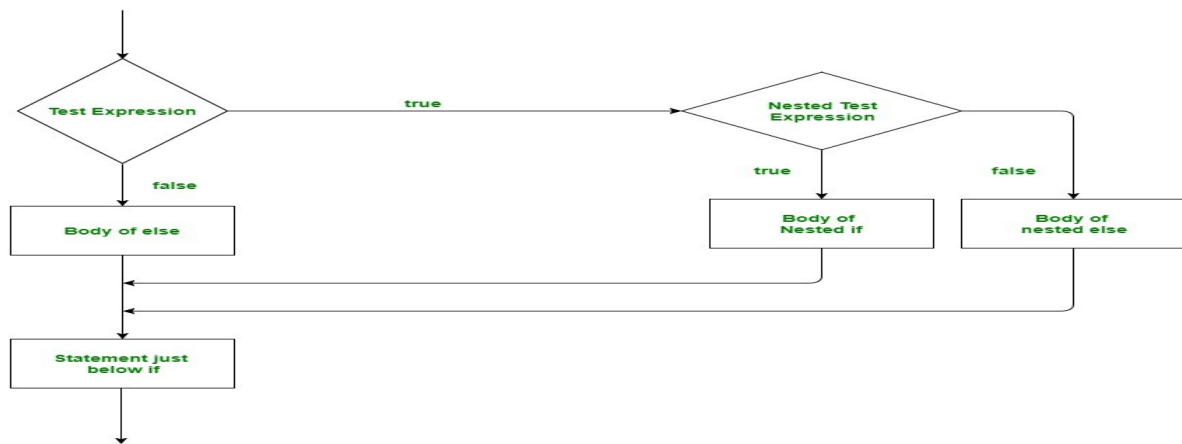 Test Expression
true
Nested Test
Expression
false
true
false
Body of else
Body of
Nested if
Body of
nested else
Statement just
below if